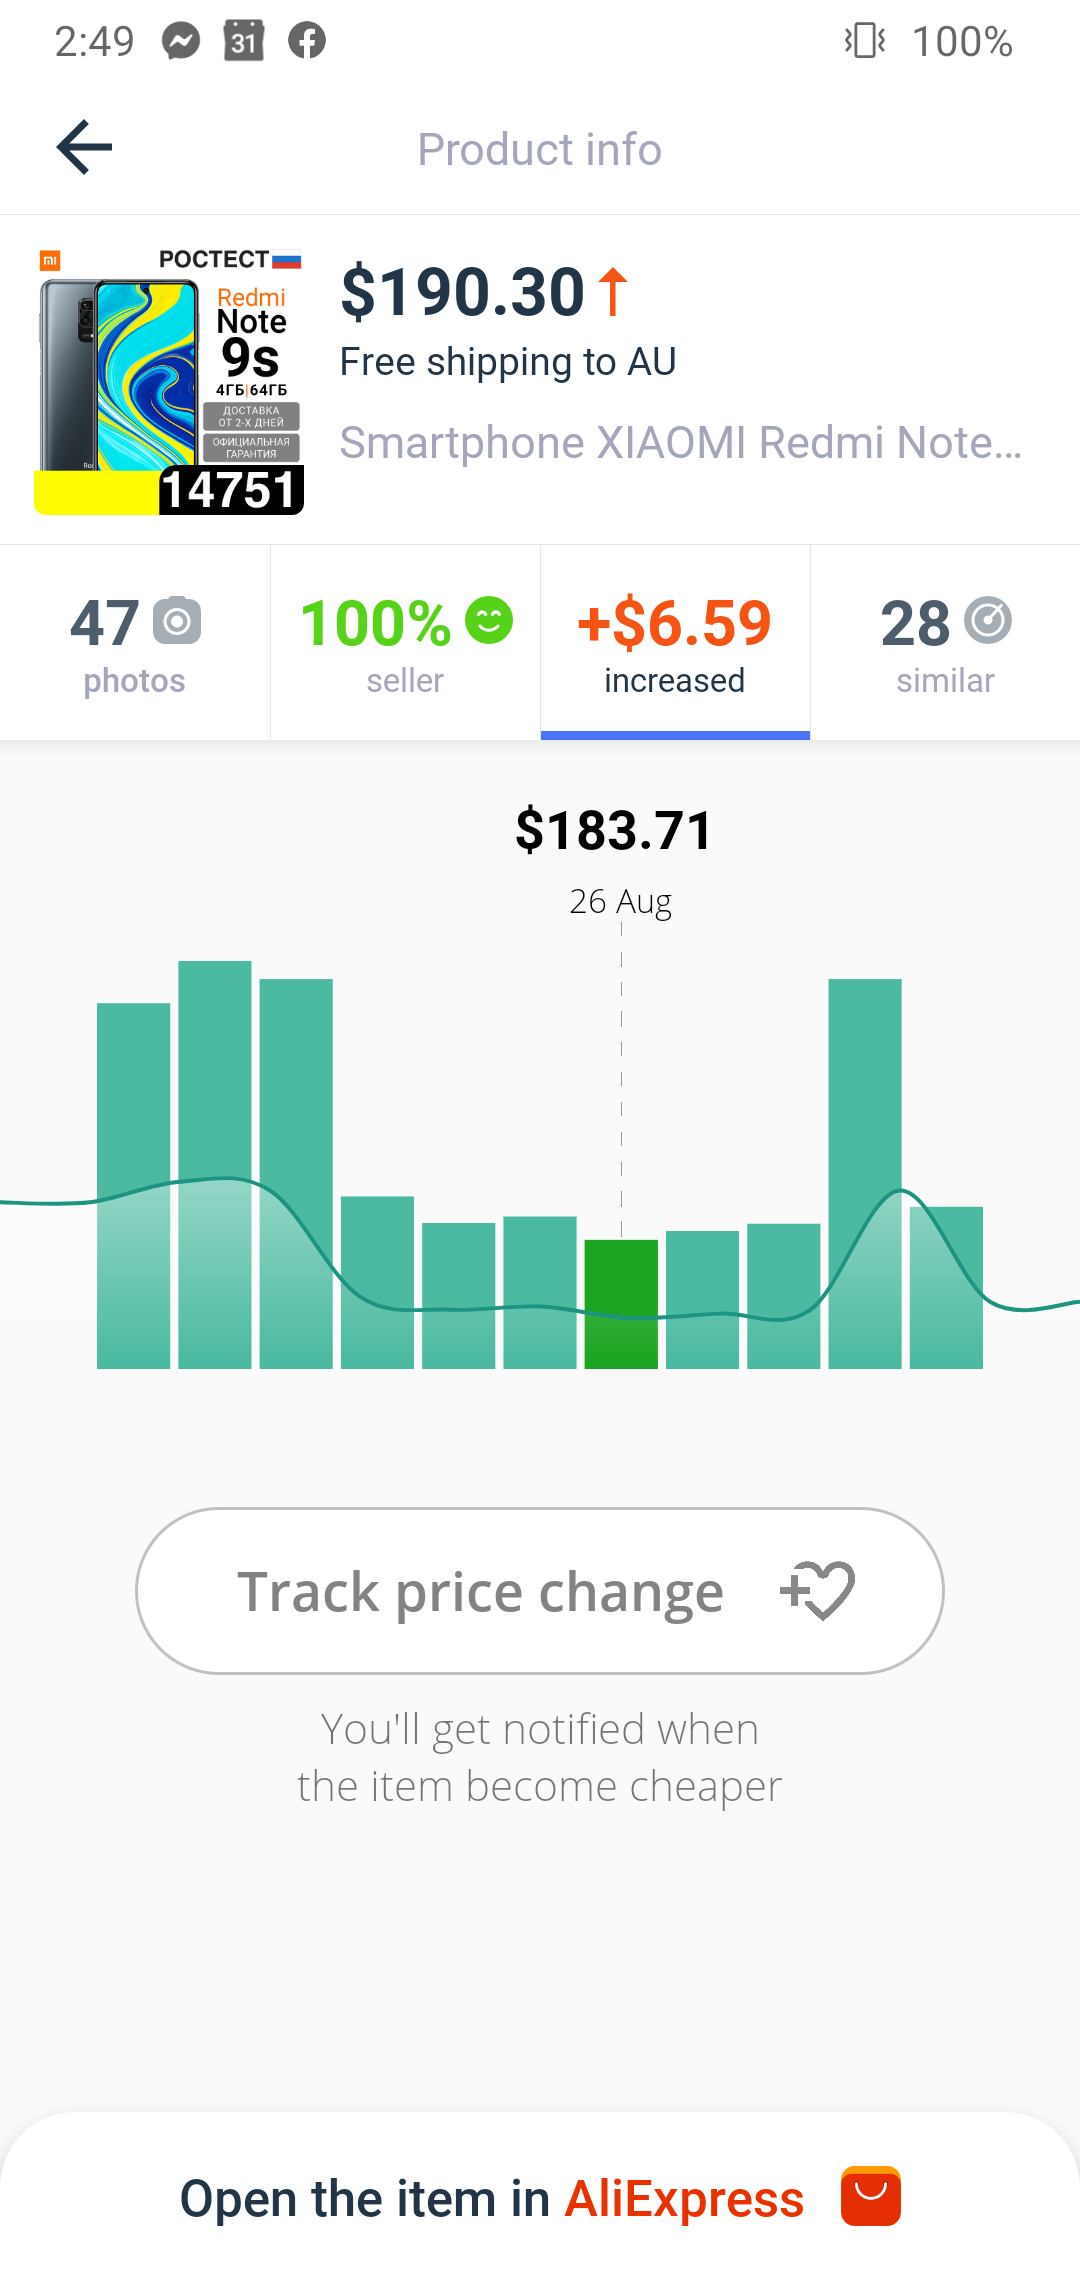 2:49
31
100%
Product info
mi
РОСТЕСТ
Redmi
Note
9s
4ГБ|64ГБ
ДОСТАВКА
ОТ 2-Х ДНЕЙ
ОФИЦИАЛЬНАЯ
ГАРАНТИЯ
14751
$190.30
Free shipping to AU
Smartphone XIAOMI Redmi Note...
47
photos
100%
seller
+$6.59
increased
28
similar
$183.71
26 Aug
Track price change
You'll get notified when
the item become cheaper
Open the item in AliExpress